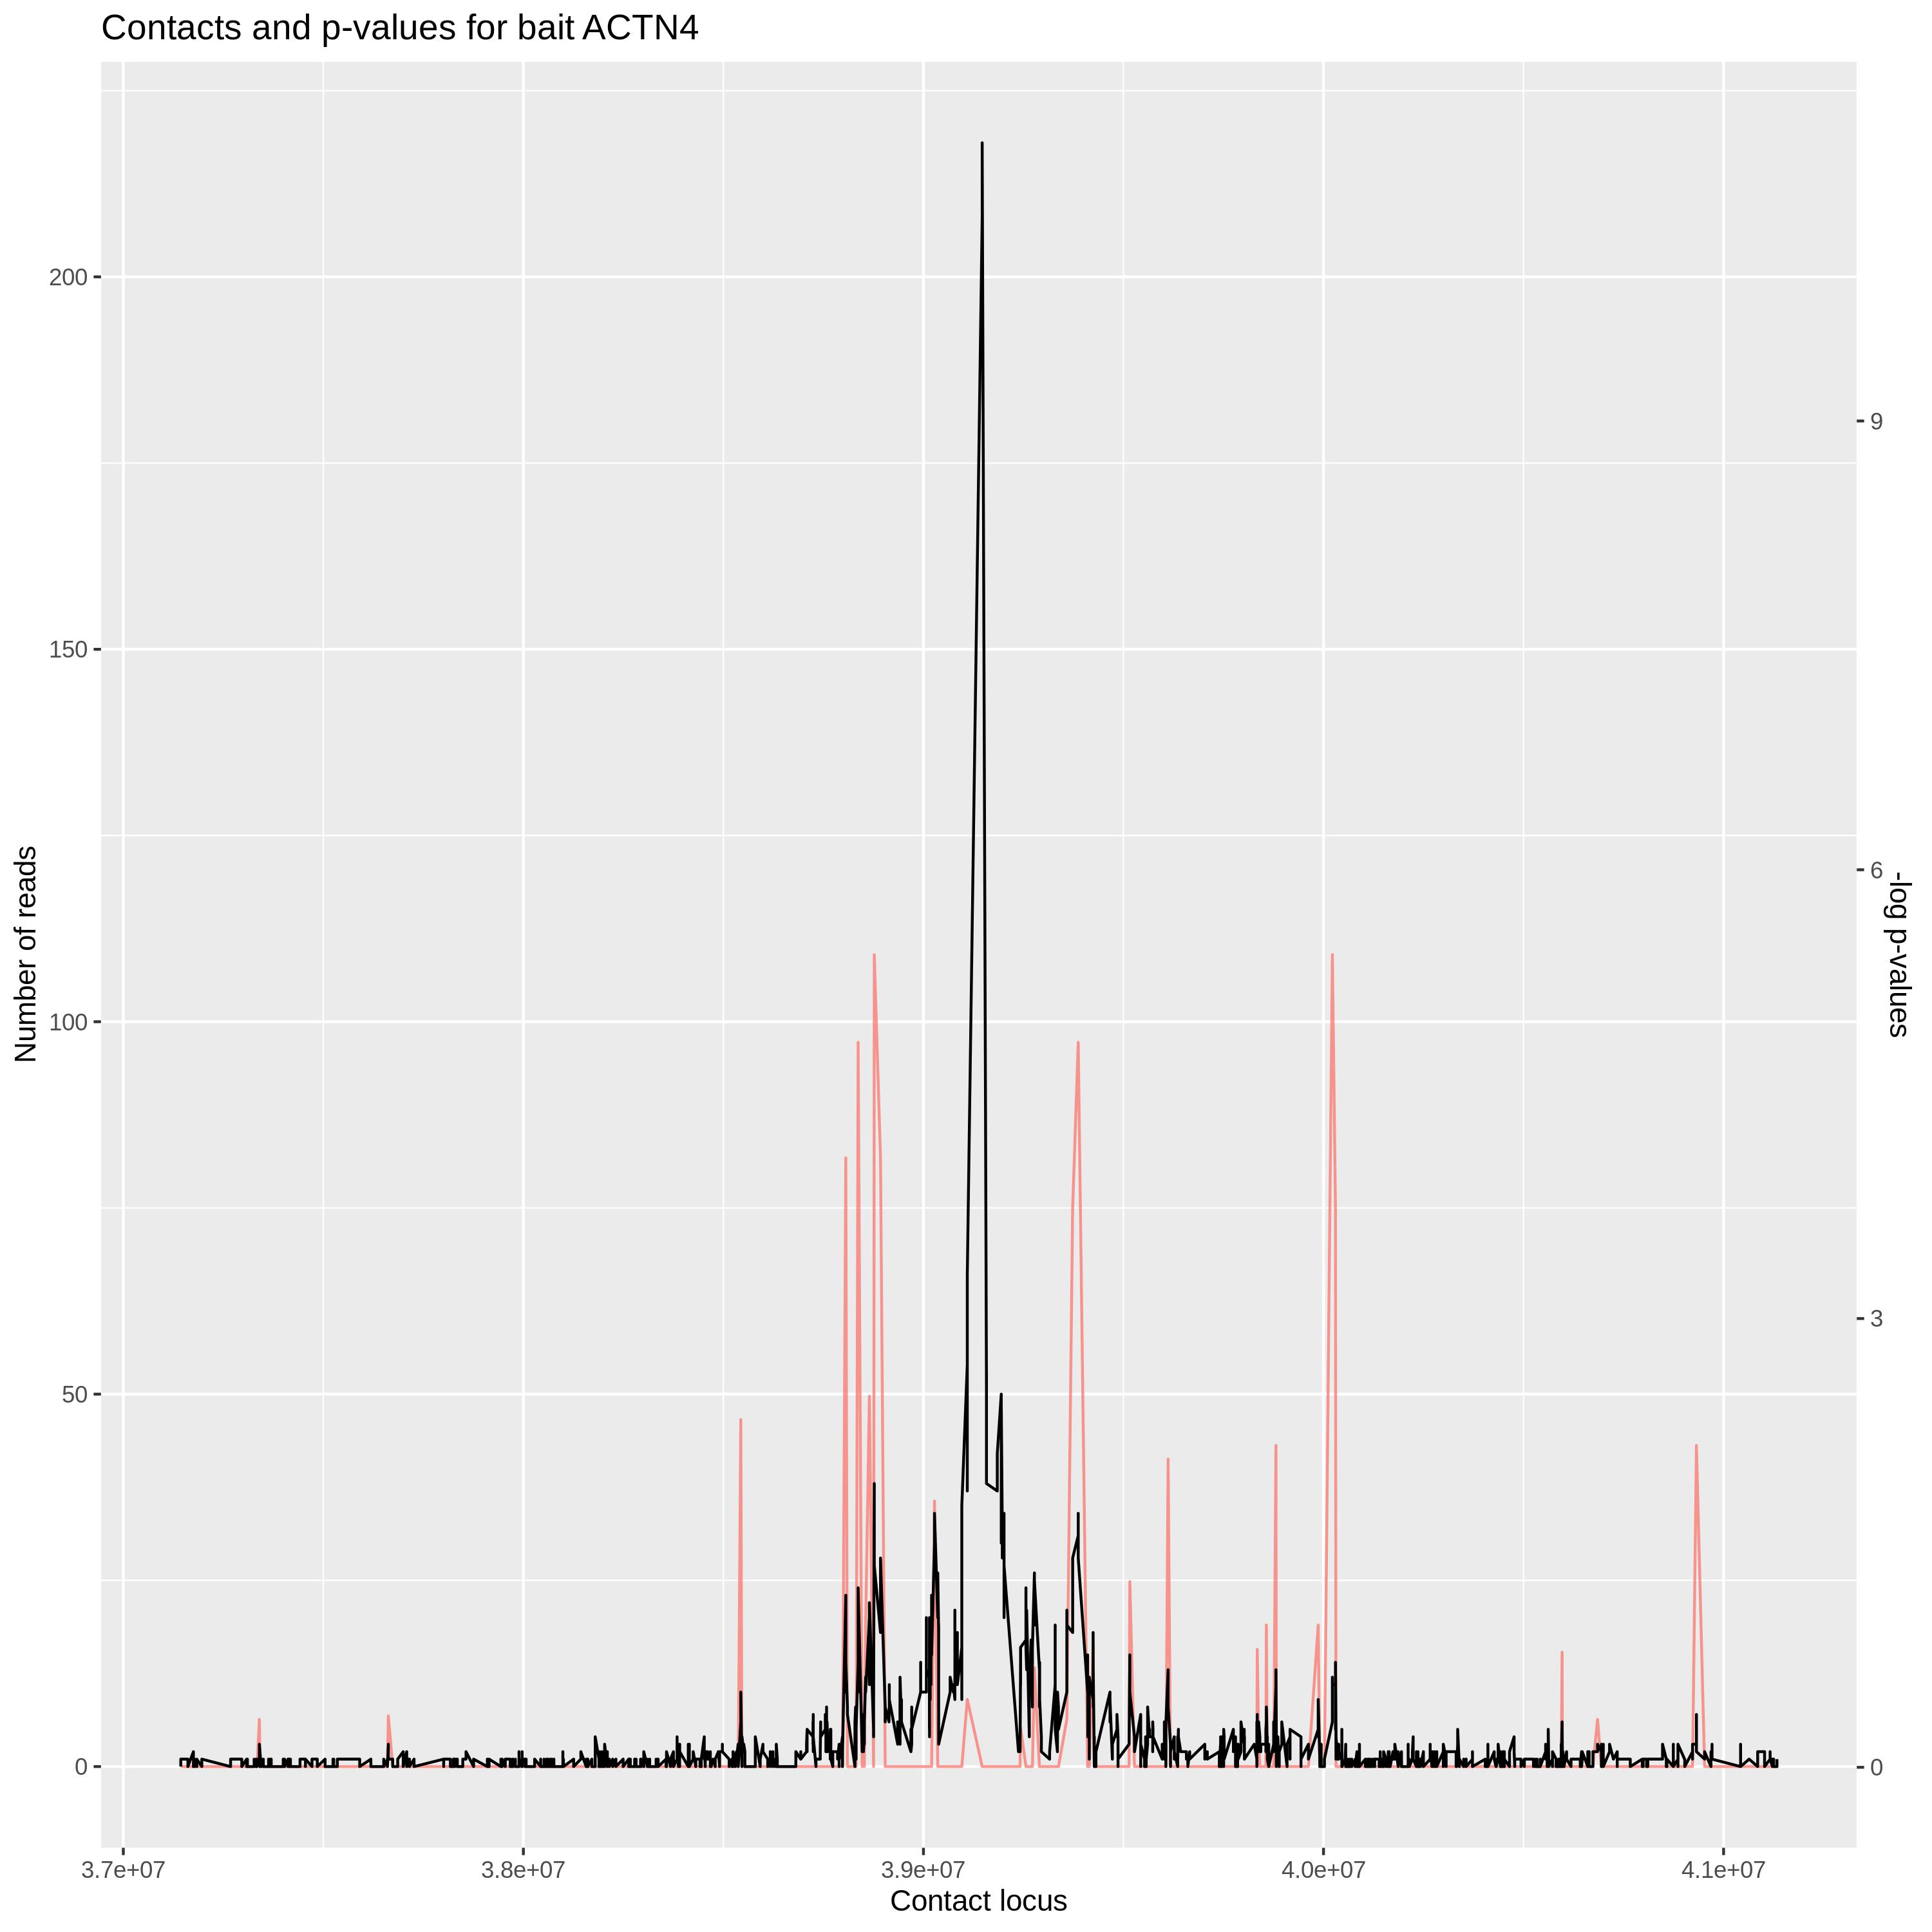 Contacts and p-values for bait ACTN4
Number of reads
200
150
100
50
0
9
6
3
0
-log p-values
3.7e+07
3.8e+07
3.9e+07
4.0e+07
4.1e+07
Contact locus